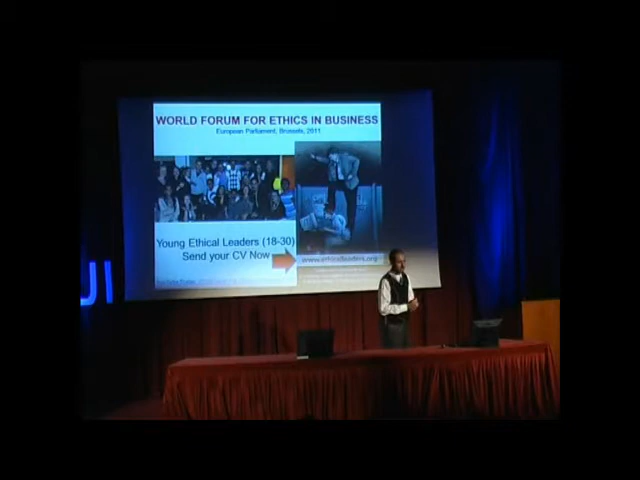 WORLD FORUM FOR ETHICS IN BUSINESS
European Parliament, Brussels, 2011
Young Ethical Leaders (18-30)
Send your CV Now
www.ethicalleaders.org
UI